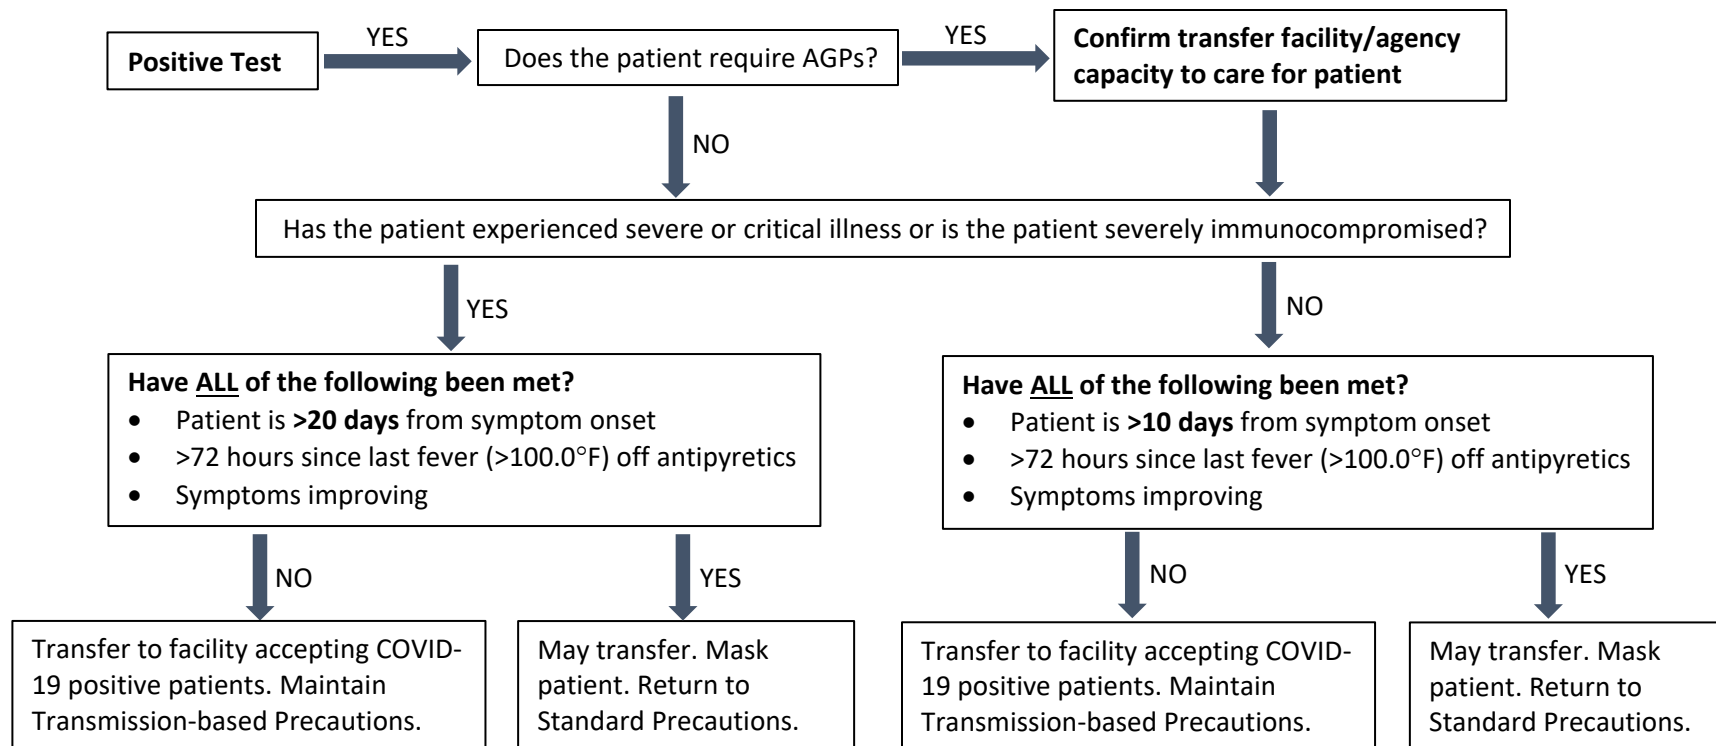 Positive Test
YES
Does the patient require AGPs?
YES
Confirm transfer facility/agency
capacity to care for patient
NO
Has the patient experienced severe or critical illness or is the patient severely immunocompromised?
YES
NO
Have ALL of the following been met?
• Patient is >20 days from symptom onset
• >72 hours since last fever (>100.0°F) off antipyretics
• Symptoms improving
Have ALL of the following been met?
• Patient is >10 days from symptom onset
• >72 hours since last fever (>100.0°F) off antipyretics
• Symptoms improving
NO
YES
NO
YES
Transfer to facility accepting COVID-
19 positive patients. Maintain
Transmission-based Precautions.
May transfer. Mask
patient. Return to
Standard Precautions.
Transfer to facility accepting COVID-
19 positive patients. Maintain
Transmission-based Precautions.
May transfer. Mask
patient. Return to
Standard Precautions.